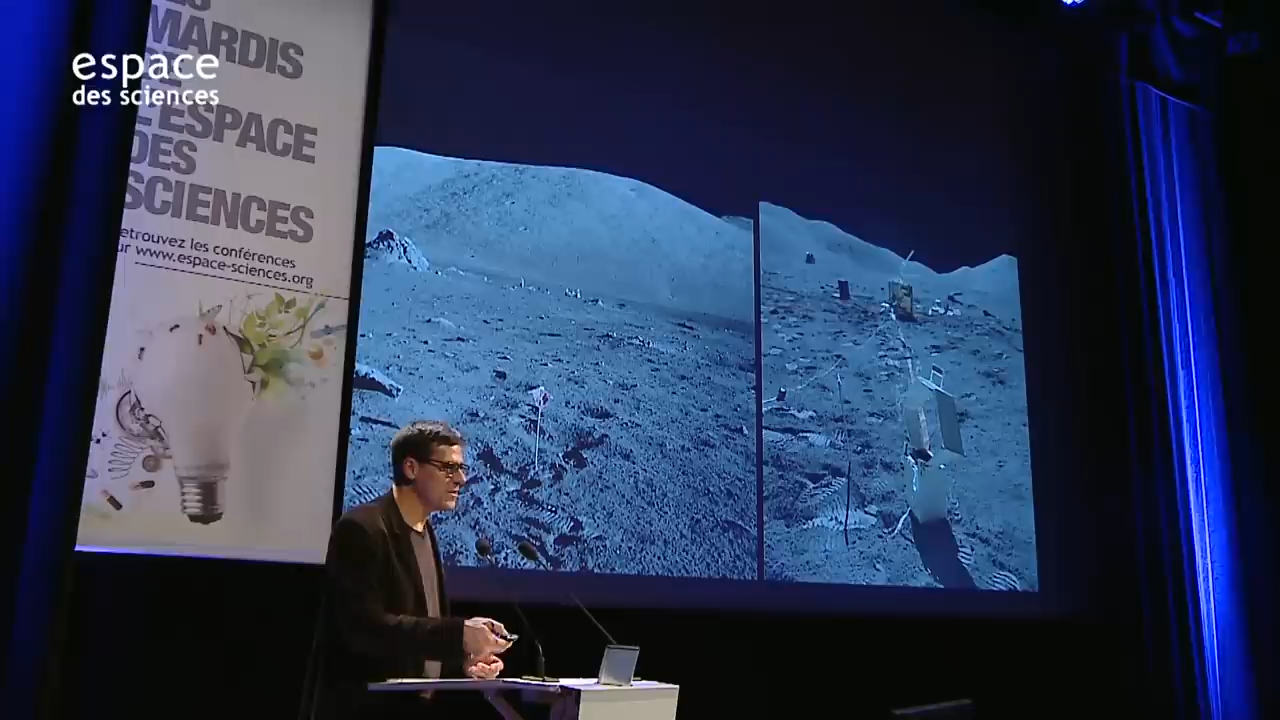 espace
des sciences
MARDIS
L'ESPACE
DES
SCIENCES
etrouvez les conférences
ur www.espace-sciences.org